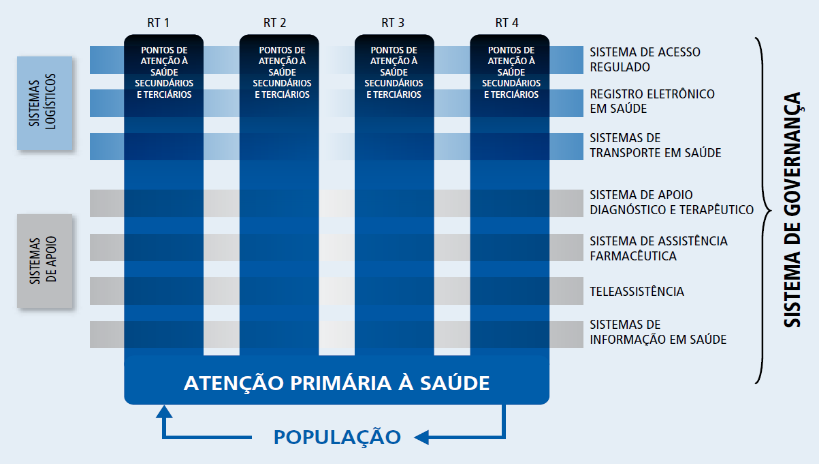 RT 1
RT 2
RT 3
RT 4
PONTOS DE
ATENÇÃO À
SAÚDE
SECUNDÁRIOS
E TERCIÁRIOS
PONTOS DE
ATENÇÃO À
SAÚDE
SECUNDÁRIOS
E TERCIÁRIOS
PONTOS DE
ATENÇÃO À
SAÚDE
SECUNDÁRIOS
E TERCIÁRIOS
PONTOS DE
ATENÇÃO À
SAÚDE
SECUNDÁRIOS
E TERCIÁRIOS
SISTEMAS
LOGÍSTICOS
SISTEMAS
DE APOIO
SISTEMA DE ACESSO
REGULADO
REGISTRO ELETRÔNICO
EM SAÚDE
SISTEMAS DE
TRANSPORTE EM SAÚDE
SISTEMA DE APOIO
DIAGNÓSTICO E TERAPÊUTICO
SISTEMA DE ASSISTÊNCIA
FARMACÊUTICA
TELEASSISTÊNCIA
SISTEMAS DE
INFORMAÇÃO EM SAÚDE
SISTEMA DE GOVERNANÇA
ATENÇÃO PRIMÁRIA À SAÚDE
POPULAÇÃO